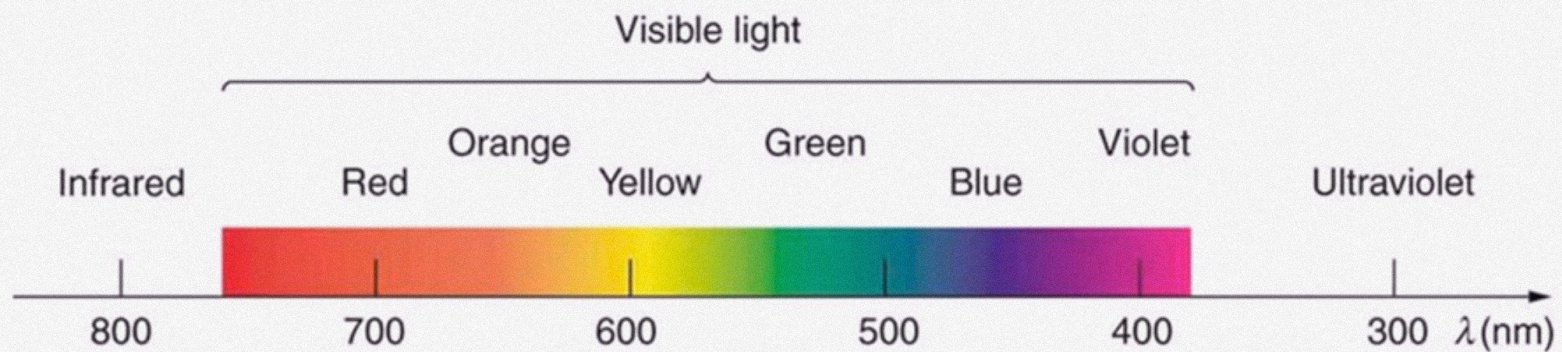 Visible light
Orange Green Violet
Infrared Red Yellow Blue Ultraviolet
800 700 600 500 400 300 λ(nm)